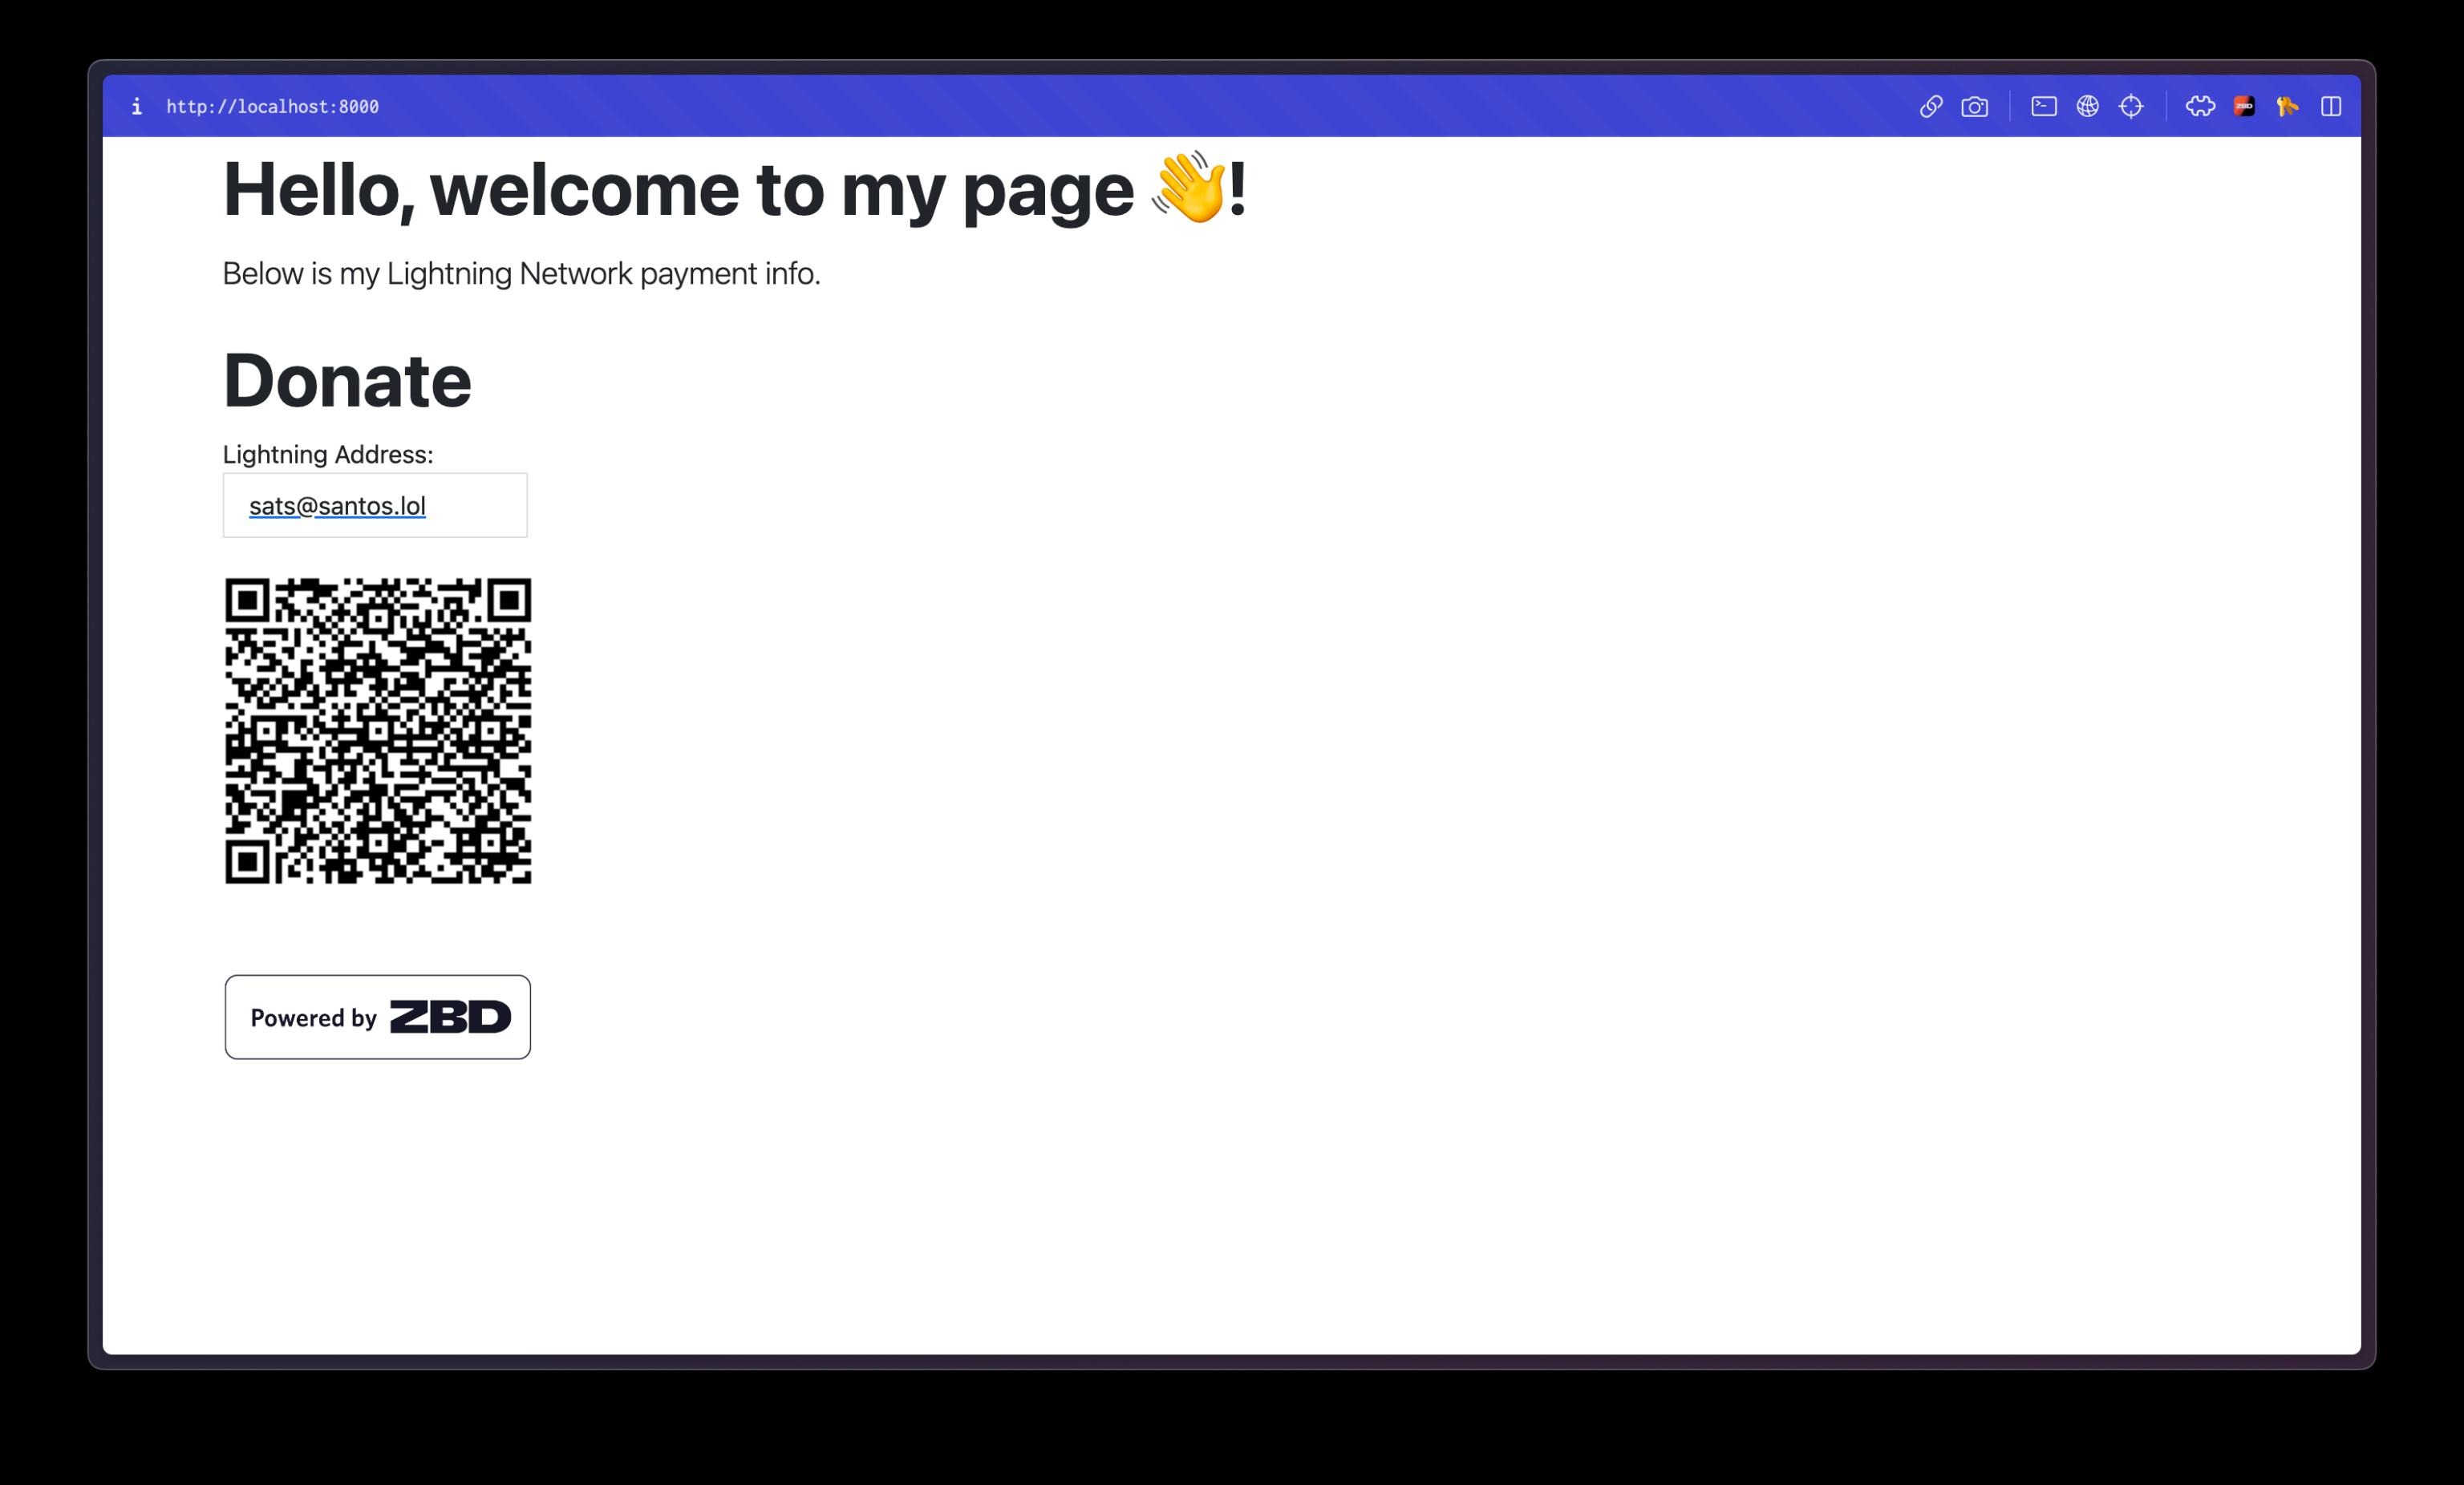 http://localhost:8000
Hello, welcome to my page 👋!
Below is my Lightning Network payment info.
Donate
Lightning Address:
sats@santos.lol
Powered by ZBD